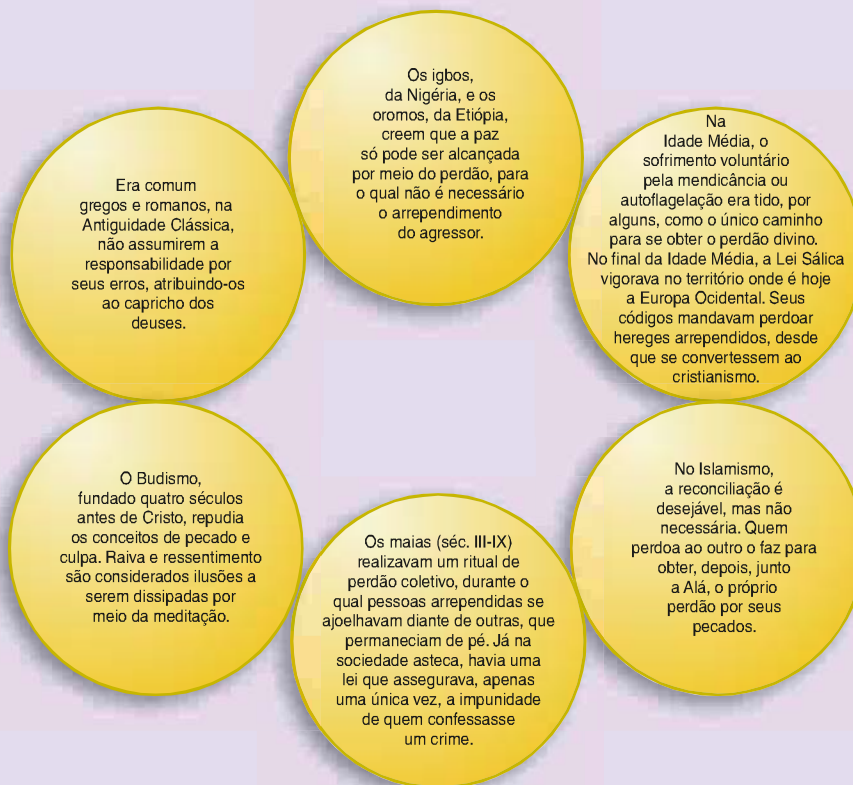 Os igbos,
da Nigéria, e os
oromos, da Etiópia,
creem que a paz
só pode ser alcançada
por meio do perdão, para
o qual não é necessário
o arrependimento
do agressor.
Na
Idade Média, o
sofrimento voluntário
pela mendicância ou
autoflagelação era tido, por
alguns, como o único caminho
para se obter o perdão divino.
No final da Idade Média, a Lei Sálica
vigorava no território onde é hoje
a Europa Ocidental. Seus
códigos mandavam perdoar
hereges arrependidos, desde
que se convertessem ao
cristianismo.
No Islamismo,
a reconciliação é
desejável, mas não
necessária. Quem
perdoa ao outro o faz para
obter, depois, junto
a Alá, o próprio
perdão por seus
pecados.
Os maias (séc. III-IX)
realizavam um ritual de
perdão coletivo, durante o
qual pessoas arrependidas se
ajoelhavam diante de outras, que
permaneciam de pé. Já na
sociedade asteca, havia uma
lei que assegurava, apenas
uma única vez, a impunidade
de quem confessasse
um crime.
O Budismo,
fundado quatro séculos
antes de Cristo, repudia
os conceitos de pecado e
culpa. Raiva e ressentimento
são considerados ilusões a
serem dissipadas por
meio da meditação.
Era comum
gregos e romanos, na
Antiguidade Clássica,
não assumirem a
responsabilidade por
seus erros, atribuindo-os
ao capricho dos
deuses.